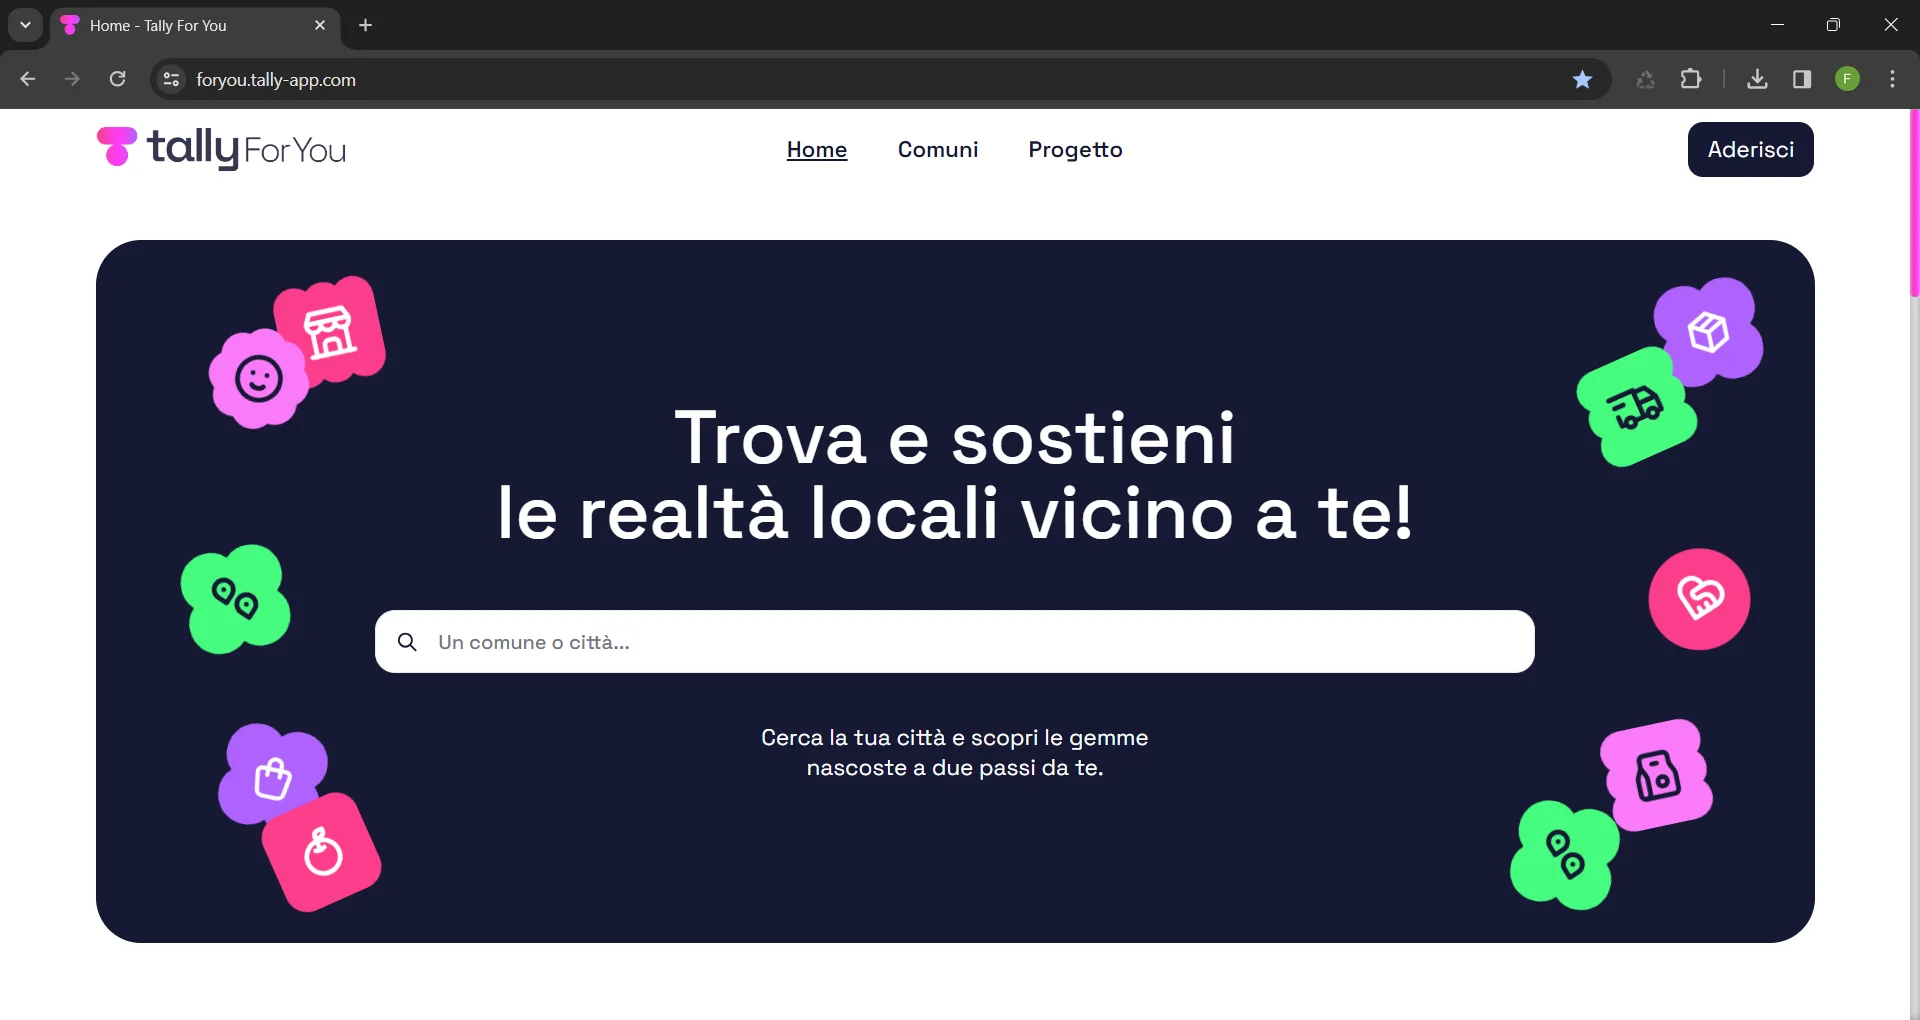 Home - Tally For You
foryou.tally-app.com
F
tally For You
Home
Comuni
Progetto
Aderisci
Trova e sostieni
le realtà locali vicino a te!
Un comune o città...
Cerca la tua città e scopri le gemme
nascoste a due passi da te.